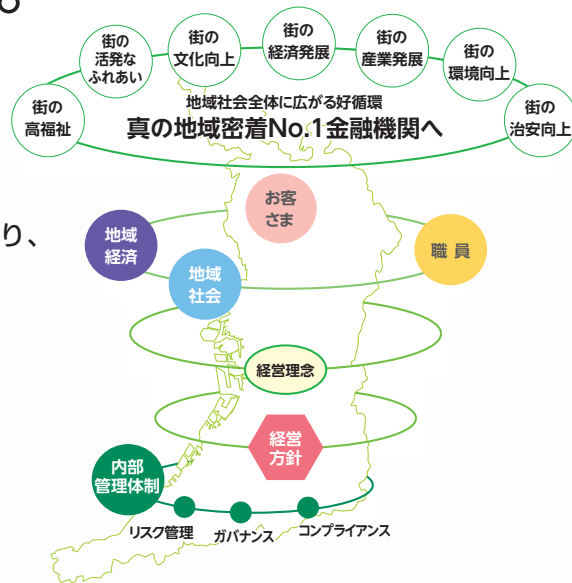 街の
高福祉
街の
活発な
ふれあい
街の
文化向上
街の
経済発展
街の
産業発展
街の
環境向上
街の
治安向上
地域社会全体に広がる好循環
真の地域密着No.1金融機関へ
り、
お客
さま
地域
経済
職員
地域
社会
経営理念
経営
方針
内部
管理体制
リスク管理
ガバナンス
コンプライアンス